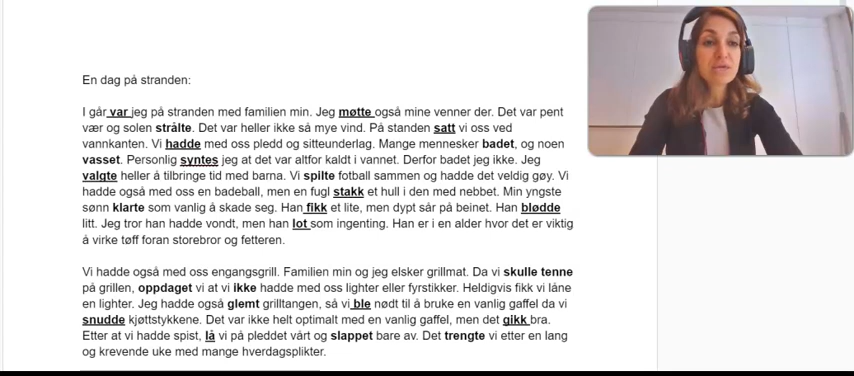 En dag på stranden:
I går var jeg på stranden med familien min. Jeg møtte også mine venner der. Det var pent
vær og solen strålte. Det var heller ikke så mye vind. På standen satt vi oss ved
vannkanten. Vi hadde med oss pledd og sitteunderlag. Mange mennesker badet, og noen
vasset. Personlig syntes jeg at det var altfor kaldt i vannet. Derfor badet jeg ikke. Jeg
valgte heller å tilbringe tid med barna. Vi spilte fotball sammen og hadde det veldig gøy. Vi
hadde også med oss en badeball, men en fugl stakk et hull i den med nebbet. Min yngste
sønn klarte som vanlig å skade seg. Han fikk et lite, men dypt sår på beinet. Han blødde
litt. Jeg tror han hadde vondt, men han lot som ingenting. Han er i en alder hvor det er viktig
å virke tøff foran storebror og fetteren.
Vi hadde også med oss engangsgrill. Familien min og jeg elsker grillmat. Da vi skulle tenne
på grillen, oppdaget vi at vi ikke hadde med oss lighter eller fyrstikker. Heldigvis fikk vi låne
en lighter. Jeg hadde også glemt grilltangen, så vi ble nødt til å bruke en vanlig gaffel da vi
snudde kjøttstykkene. Det var ikke helt optimalt med en vanlig gaffel, men det gikk bra.
Etter at vi hadde spist, lå vi på pleddet vårt og slappet bare av. Det trengte vi etter en lang
og krevende uke med mange hverdagsplikter.